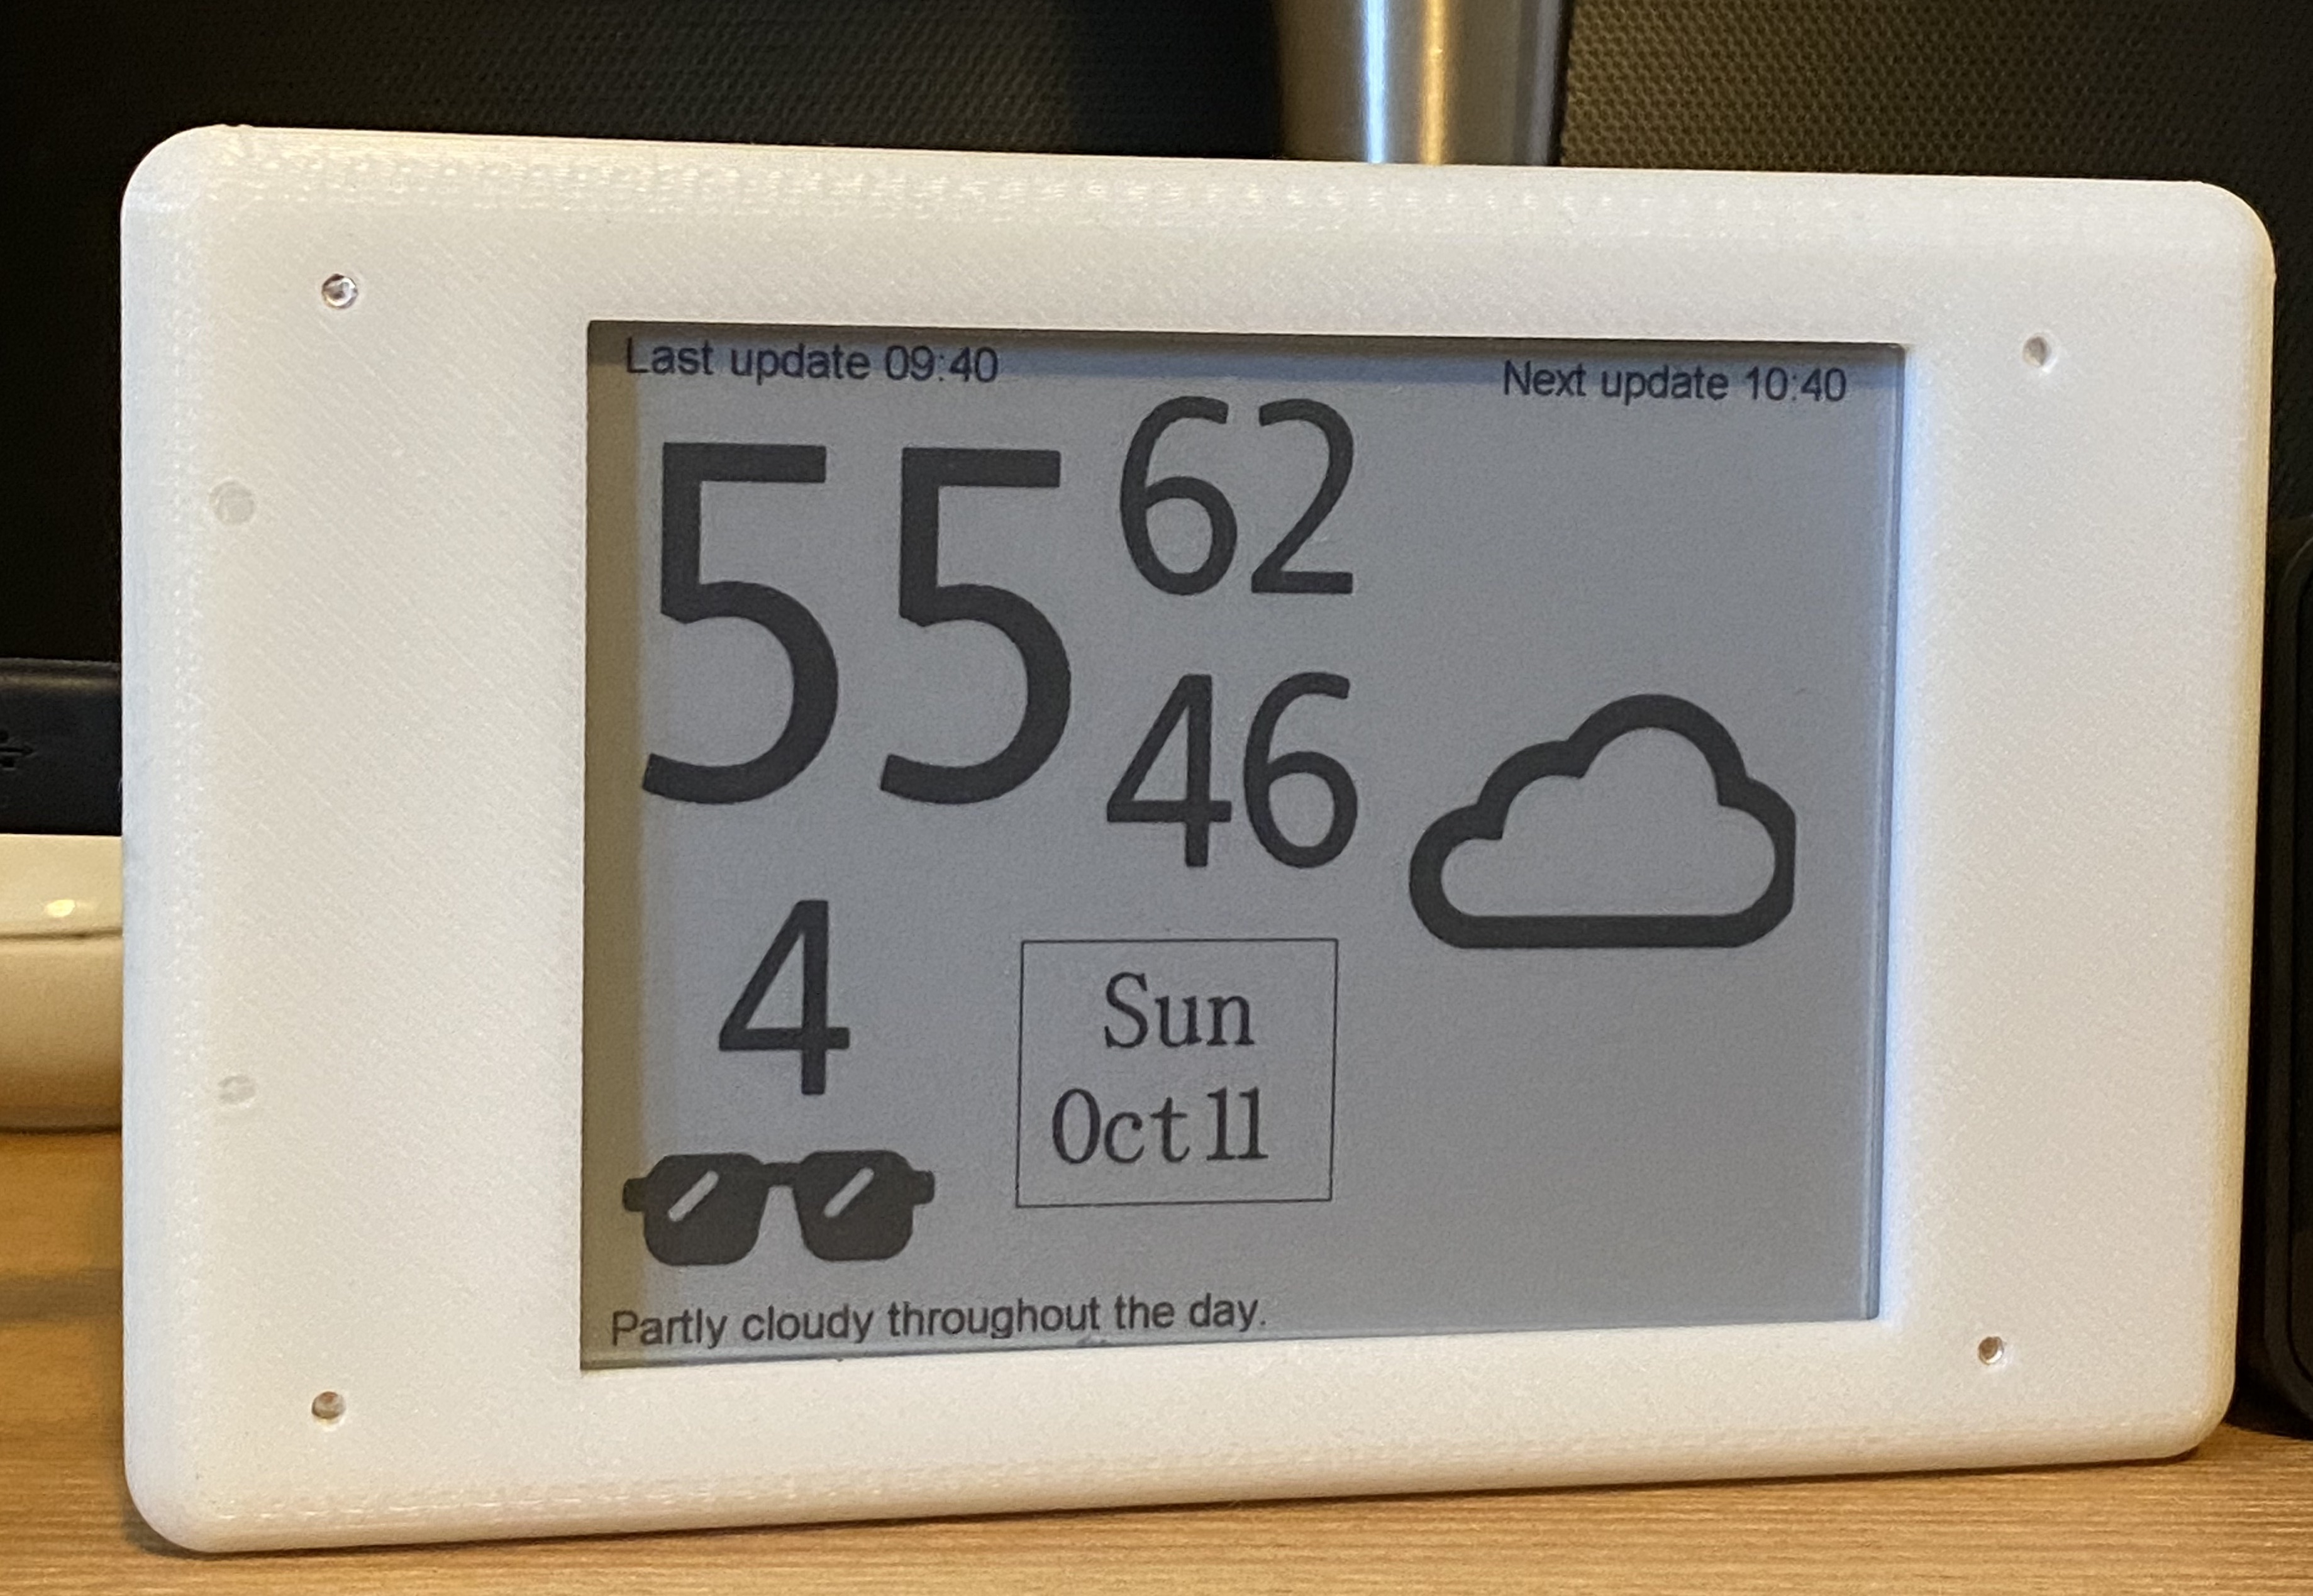 Last update 09:40
Next update 10:40
55
62
46
4
Sun
Oct 11
Partly cloudy throughout the day.